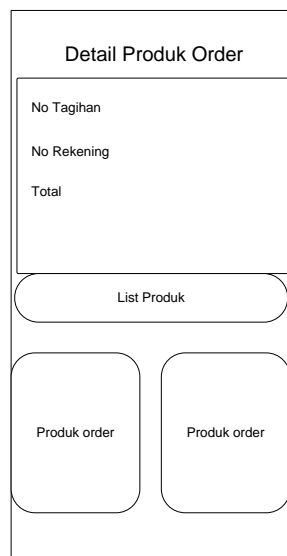 Detail Produk Order
No Tagihan
No Rekening
Total
List Produk
Produk order
Produk order